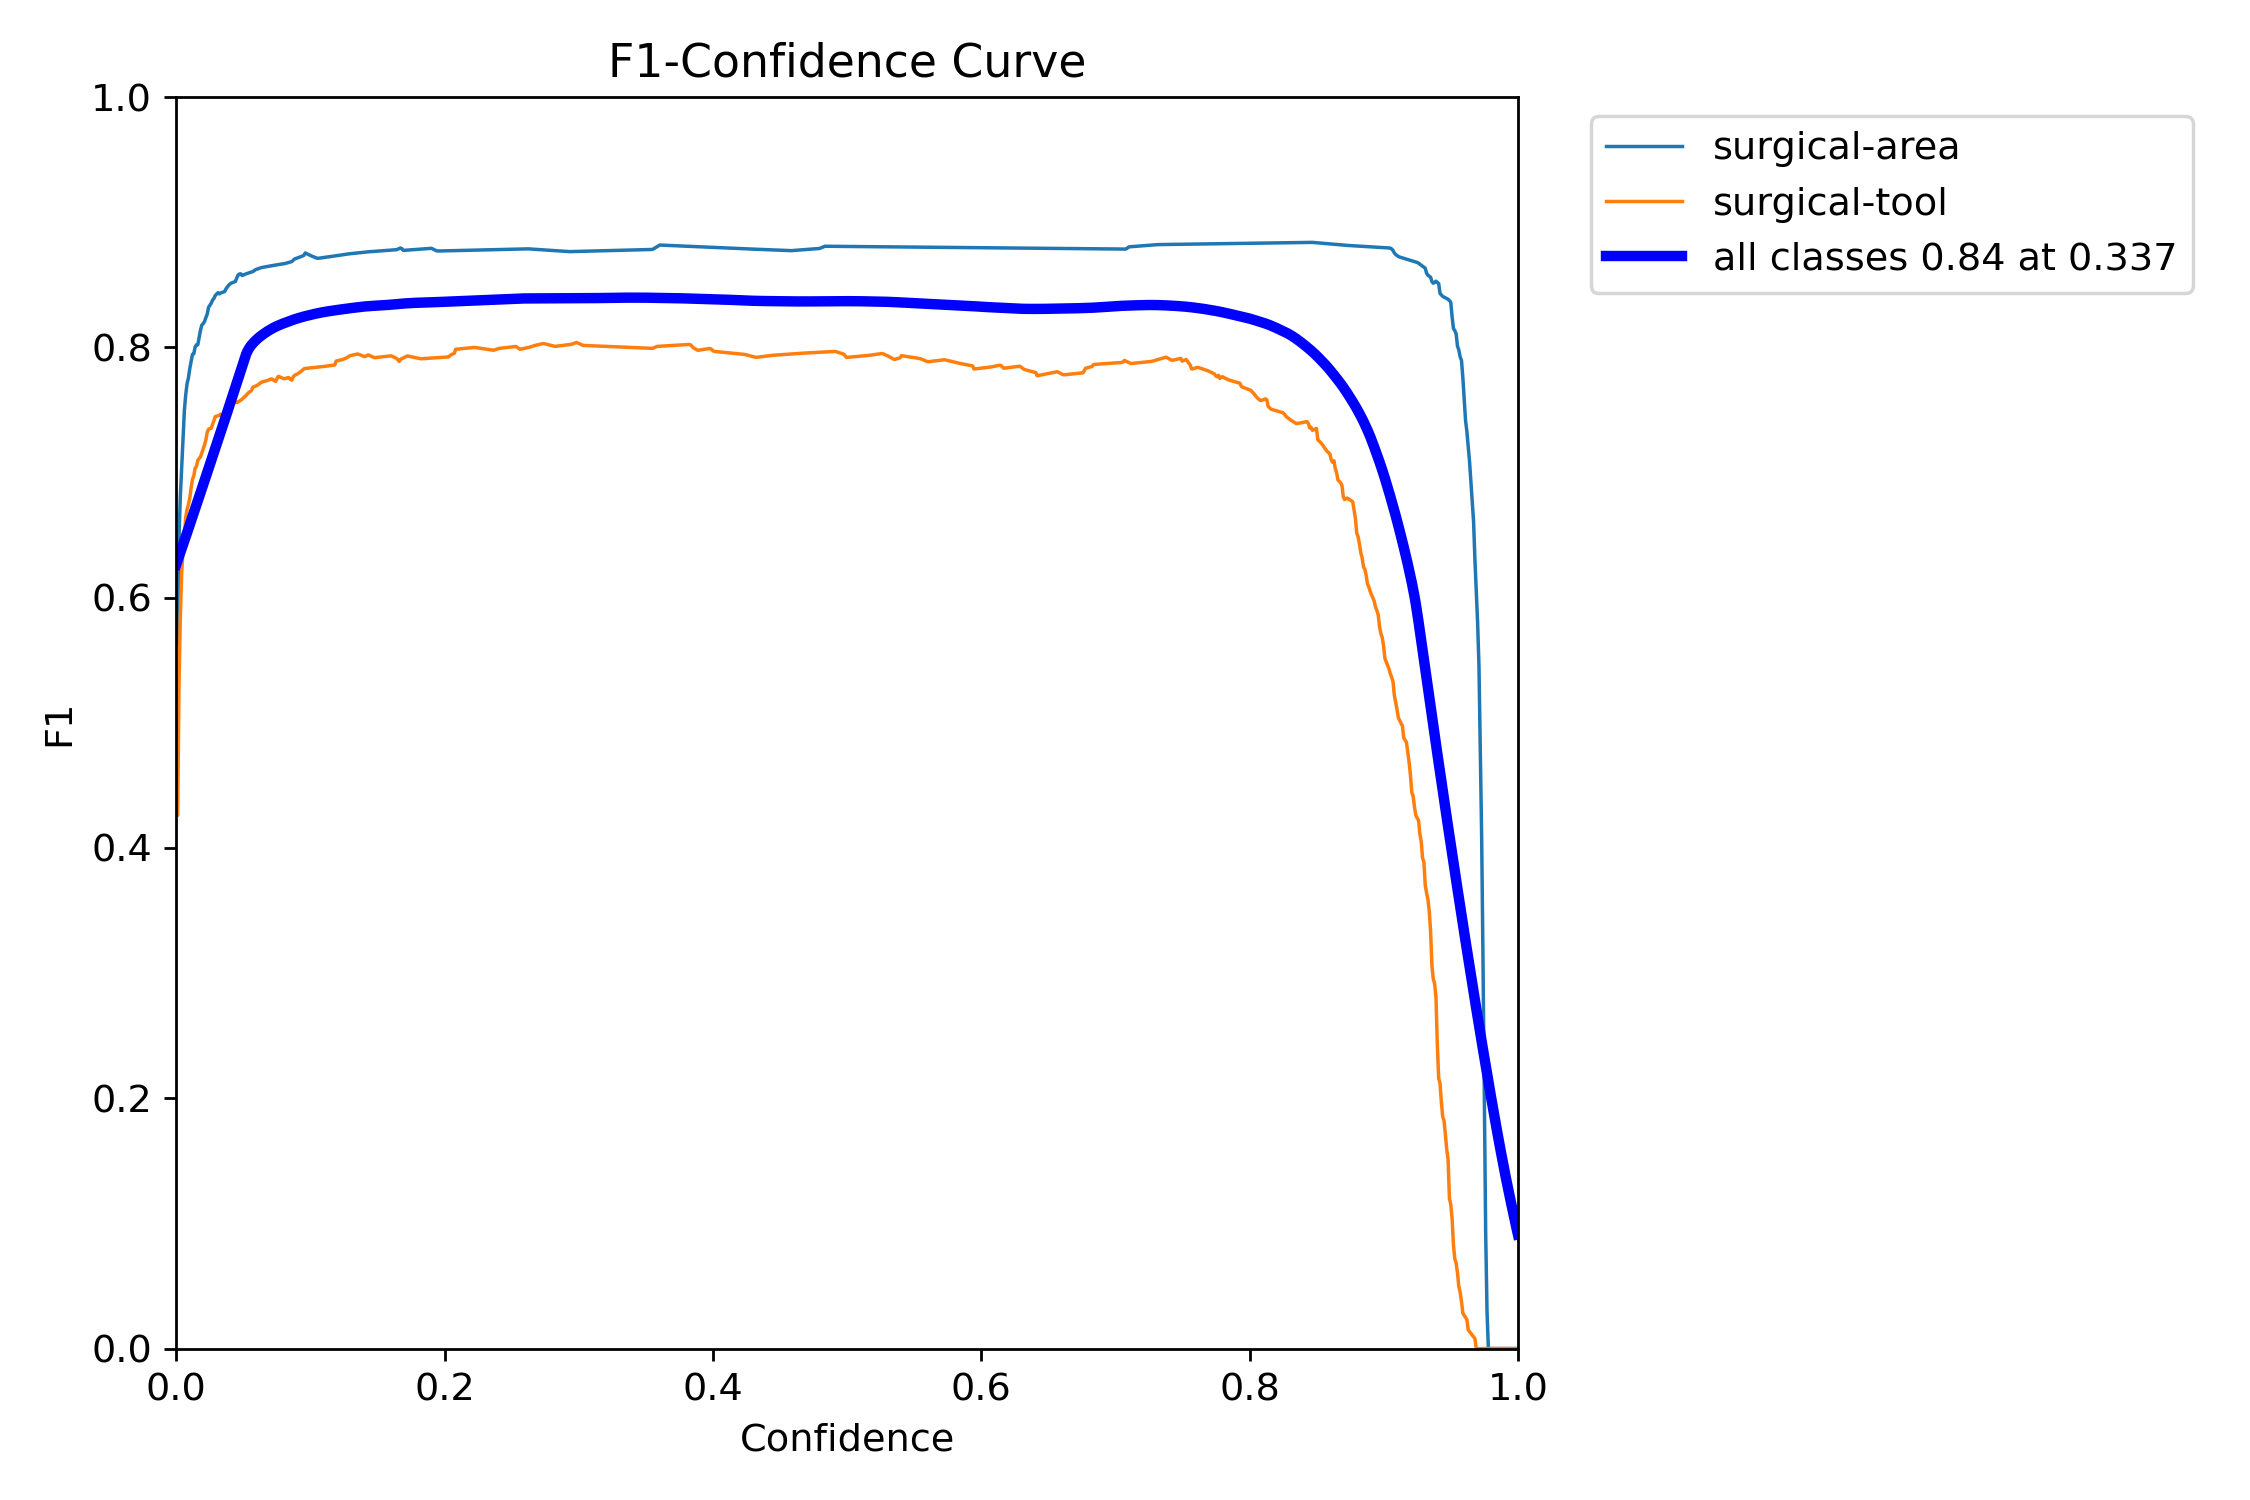 F1-Confidence Curve
1.0
0.8
0.6
0.4
0.2
0.0
F1
0.0 0.2 0.4 0.6 0.8 1.0
Confidence
surgical-area
surgical-tool
all classes 0.84 at 0.337